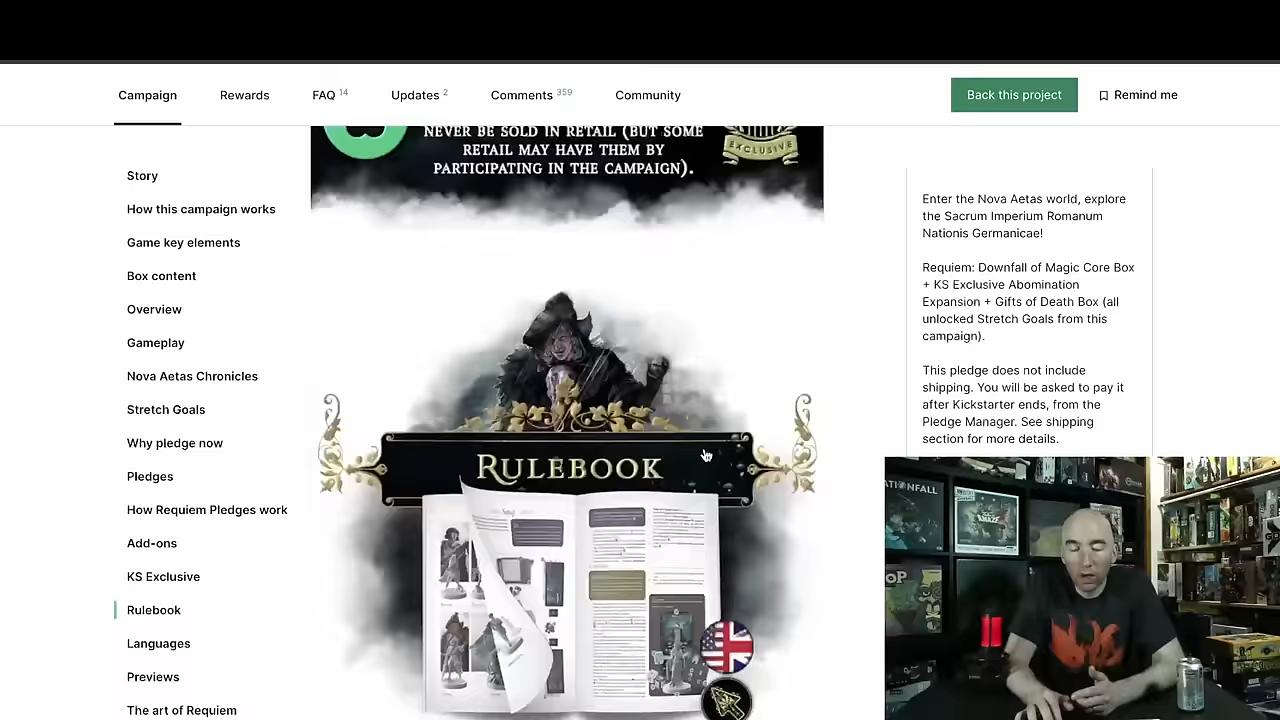 Campaign
Rewards
FAQ 14
Updates 2
Comments 359
Community
Back this project
Remind me
NEVER BE SOLD IN RETAIL (BUT SOME
RETAIL MAY HAVE THEM BY
PARTICIPATING IN THE CAMPAIGN).
EXCLUSIVE
Story
How this campaign works
Game key elements
Box content
Overview
Gameplay
Nova Aetas Chronicles
Stretch Goals
Why pledge now
Pledges
How Requiem Pledges work
Add-ons
KS Exclusive
Rulebook
Languages
Previews
The art of Requiem
RULEBOOK
Enter the Nova Aetas world, explore
the Sacrum Imperium Romanum
Nationis Germanicae!
Requiem: Downfall of Magic Core Box
+ KS Exclusive Abomination
Expansion + Gifts of Death Box (all
unlocked Stretch Goals from this
campaign).
This pledge does not include
shipping. You will be asked to pay it
after Kickstarter ends, from the
Pledge Manager. See shipping
section for more details.